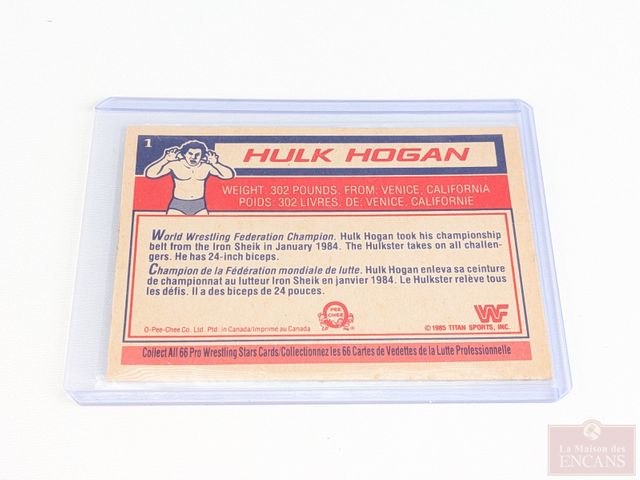 1
HULK HOGAN
WEIGHT: 302 POUNDS. FROM: VENICE, CALIFORNIA
POIDS: 302 LIVRES. DE: VENICE, CALIFORNIE
World Wrestling Federation Champion. Hulk Hogan took his championship
belt from the Iron Sheik in January 1984. The Hulkster takes on all challen-
gers. He has 24-inch biceps.
Champion de la Fédération mondiale de lutte. Hulk Hogan enleva sa ceinture
de championnat au lutteur Iron Sheik en janvier 1984. Le Hulkster relève tous
les défis. Il a des biceps de 24 pouces.
O-PEE-CHEE
WF
O-Pee-Chee Co. Ltd. Ptd. in Canada/Imprimé au Canada
© 1985 TITAN SPORTS, INC.
Collect All 66 Pro Wrestling Stars Cards/Collectionnez les 66 Cartes de Vedettes de la Lutte Professionnelle
La Maison des
ENCANS